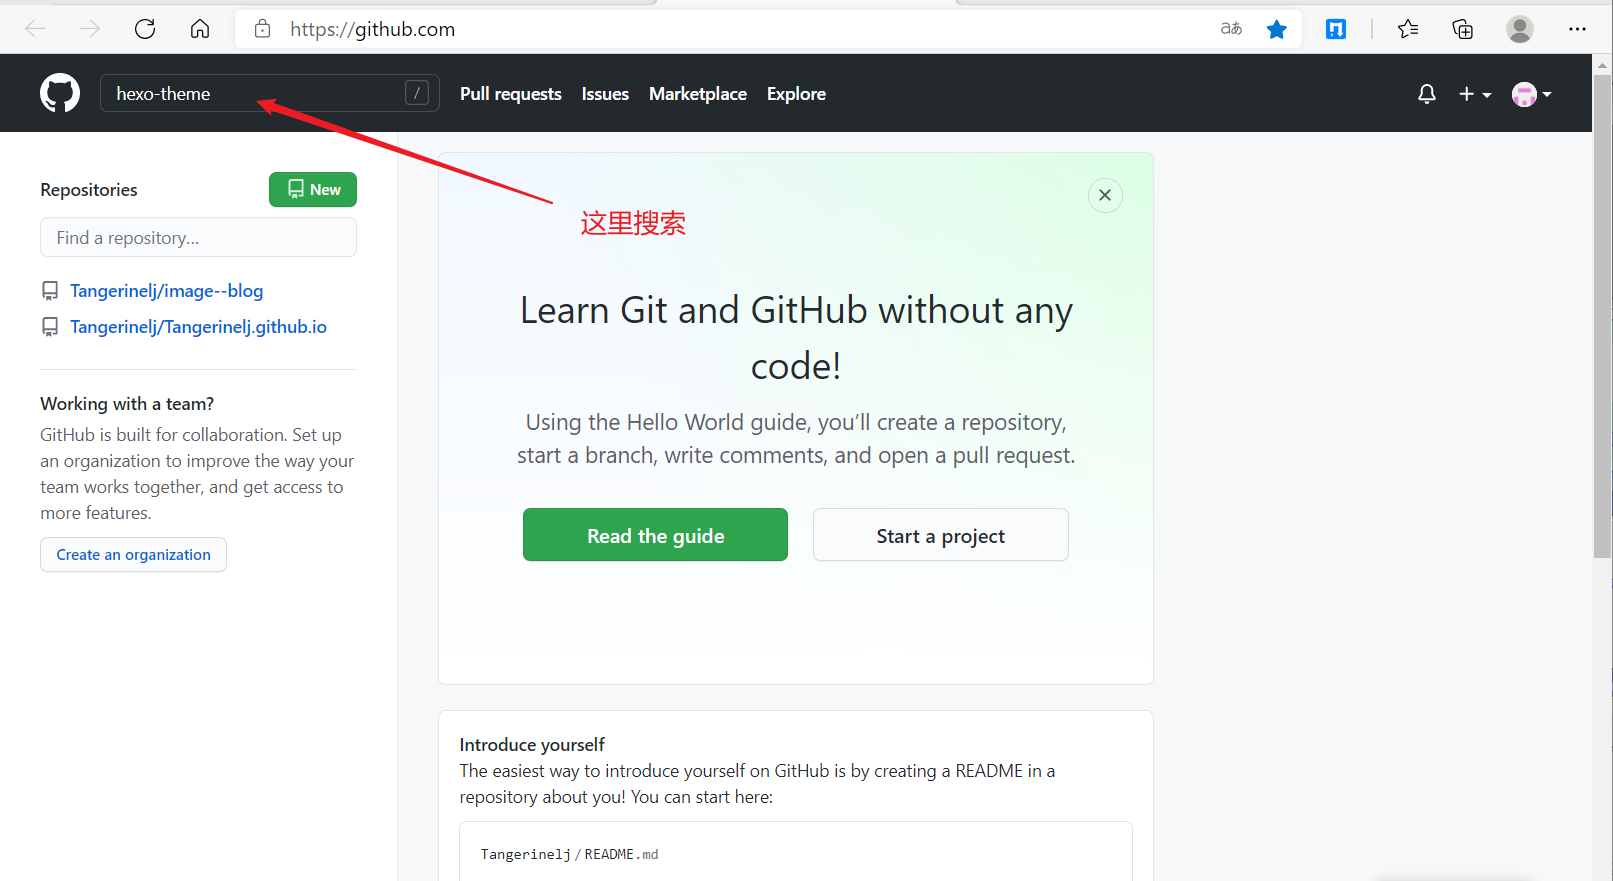 https://github.com
aあ
hexo-theme
/
Pull requests
Issues
Marketplace
Explore
Repositories
New
Find a repository...
Tangerinelj/image--blog
Tangerinelj/Tangerinelj.github.io
Working with a team?
GitHub is built for collaboration. Set up
an organization to improve the way your
team works together, and get access to
more features.
Create an organization
这里搜索
Learn Git and GitHub without any
code!
Using the Hello World guide, you’ll create a repository,
start a branch, write comments, and open a pull request.
Read the guide
Start a project
Introduce yourself
The easiest way to introduce yourself on GitHub is by creating a README in a
repository about you! You can start here:
Tangerinelj/README.md